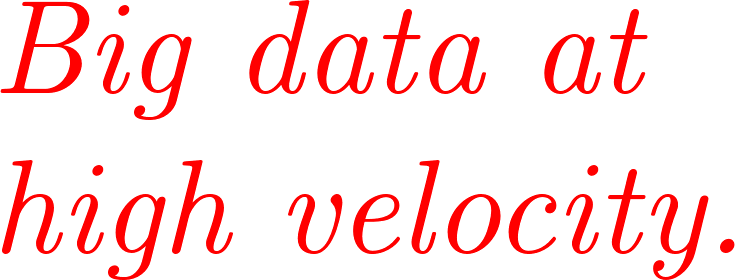 Big data at
high velocity.